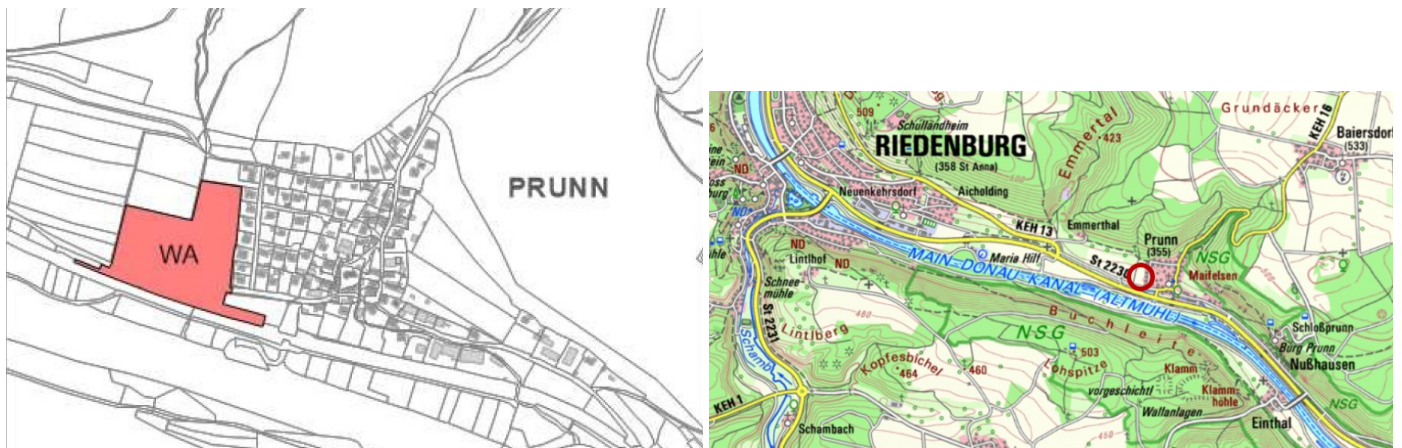 PRUNN
WA
509
Schullandheim
Emmertal
423
Grundäcker
KEH 16
Baiersdorf
(533)
RIEDENBURG
(358 St Anna)
ND
Neuenkehrsdorf
Aicholding
Emmerthal
KEH 13
Prunn
(355)
NSG
Maifelsen
ND
Lintlhof
ND
Maria Hilf
St 2230
MAIN-DONAU-KANAL (ALTMÜHL)
Schnee-
mühle
St 2231
Lintlberg
460
Buchleite
N·S·G
Schloßprunn
Burg Prunn
Nußhausen
Schamb
Kopfesbichel
464
460
503
Lohspitze
Klamm
vorgeschichtl
Klamm-
höhle
Wallanlagen
NSG
KEH 1
Schambach
450
Einthal